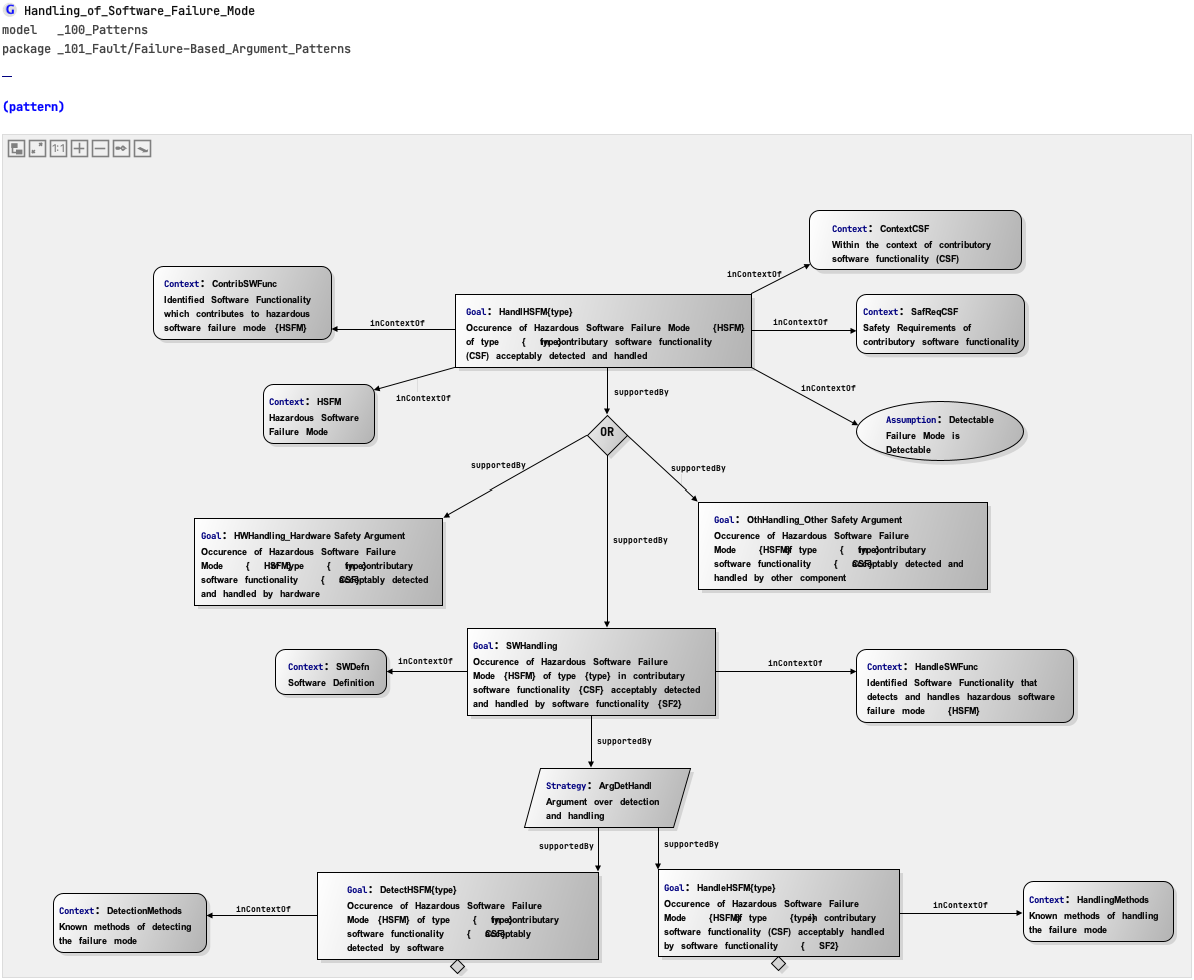 G Handling_of_Software_Failure_Mode
model _100_Patterns
package _101_Fault/Failure-Based_Argument_Patterns
(pattern)
1:1
Context: ContextCSF
Within the context of contributory
software functionality (CSF)
inContextOf
Context: ContribSWFunc
Identified Software Functionality
which contributes to hazardous
software failure mode {HSFM}
inContextOf
Goal: HandlHSFM{type}
Occurence of Hazardous Software Failure Mode {HSFM}
of type { type} in contributary software functionality
(CSF) acceptably detected and handled
inContextOf
Context: SafReqCSF
Safety Requirements of
contributory software functionality
Context: HSFM
Hazardous Software
Failure Mode
inContextOf
supportedBy
inContextOf
Assumption: Detectable
Failure Mode is
Detectable
OR
supportedBy
supportedBy
supportedBy
Goal: HWHandling_Hardware Safety Argument
Occurence of Hazardous Software Failure
Mode { HSFM} of type { type} in contributary
software functionality { CSF} acceptably detected
and handled by hardware
Goal: OthHandling_Other Safety Argument
Occurence of Hazardous Software Failure
Mode {HSFM} of type { type} in contributary
software functionality { CSF} acceptably detected and
handled by other component
Context: SWDefn
Software Definition
inContextOf
Goal: SWHandling
Occurence of Hazardous Software Failure
Mode {HSFM} of type {type} in contributary
software functionality {CSF} acceptably detected
and handled by software functionality {SF2}
inContextOf
Context: HandleSWFunc
Identified Software Functionality that
detects and handles hazardous software
failure mode {HSFM}
supportedBy
Strategy: ArgDetHandl
Argument over detection
and handling
supportedBy
supportedBy
Context: DetectionMethods
Known methods of detecting
the failure mode
inContextOf
Goal: DetectHSFM{type}
Occurence of Hazardous Software Failure
Mode {HSFM} of type { type} in contributary
software functionality { CSF} acceptably
detected by software
Goal: HandleHSFM{type}
Occurence of Hazardous Software Failure
Mode {HSFM} of type {type} in contributary
software functionality (CSF) acceptably handled
by software functionality { SF2}
inContextOf
Context: HandlingMethods
Known methods of handling
the failure mode